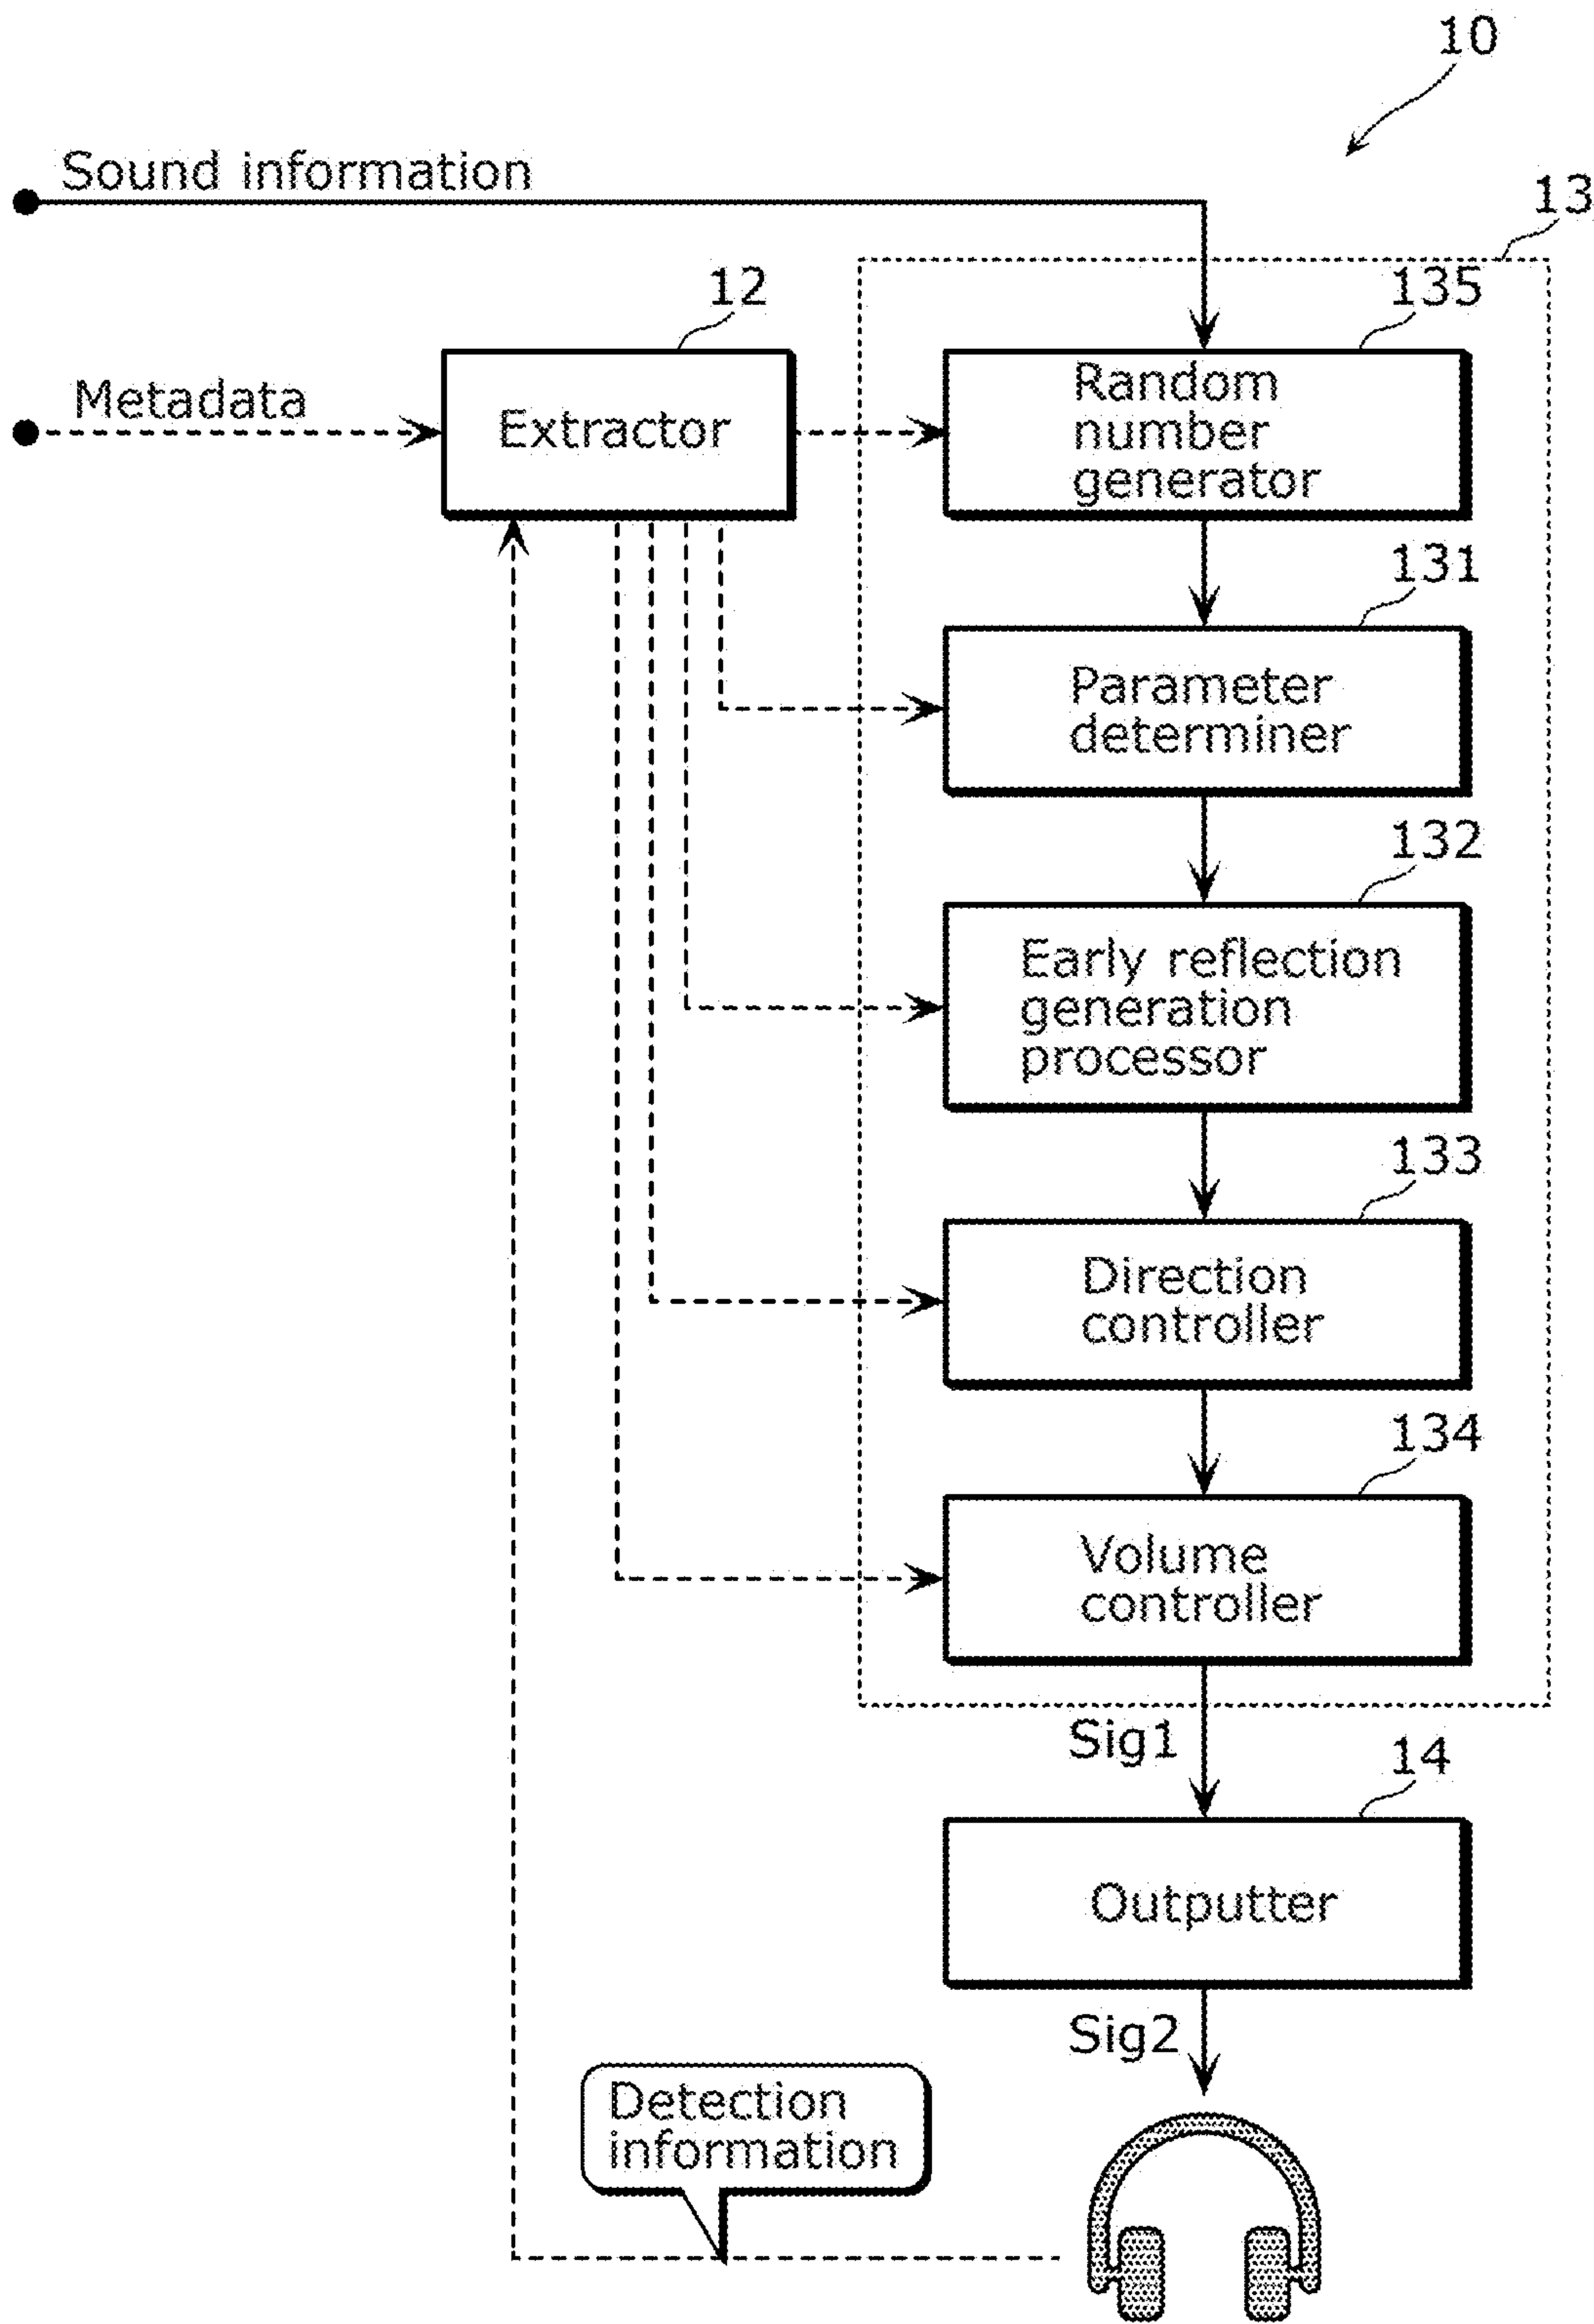 10
Sound information
13
12
135
Metadata
Extractor
Random
number
generator
131
Parameter
determiner
132
Early reflection
generation
processor
133
Direction
controller
134
Volume
controller
Sig1
14
Outputter
Sig2
Detection
information